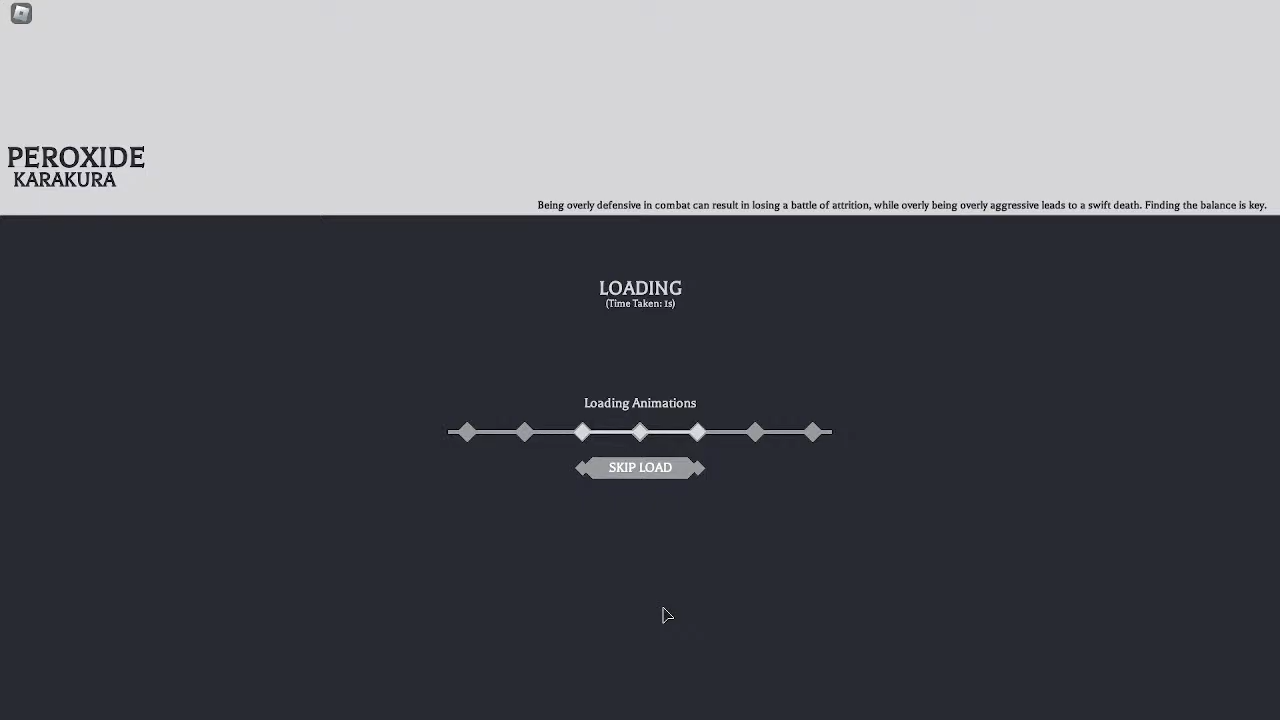 PEROXIDE
KARAKURA
Being overly defensive in combat can result in losing a battle of attrition, while overly being overly aggressive leads to a swift death. Finding the balance is key.
LOADING
(Time Taken: 1s)
Loading Animations
SKIP LOAD